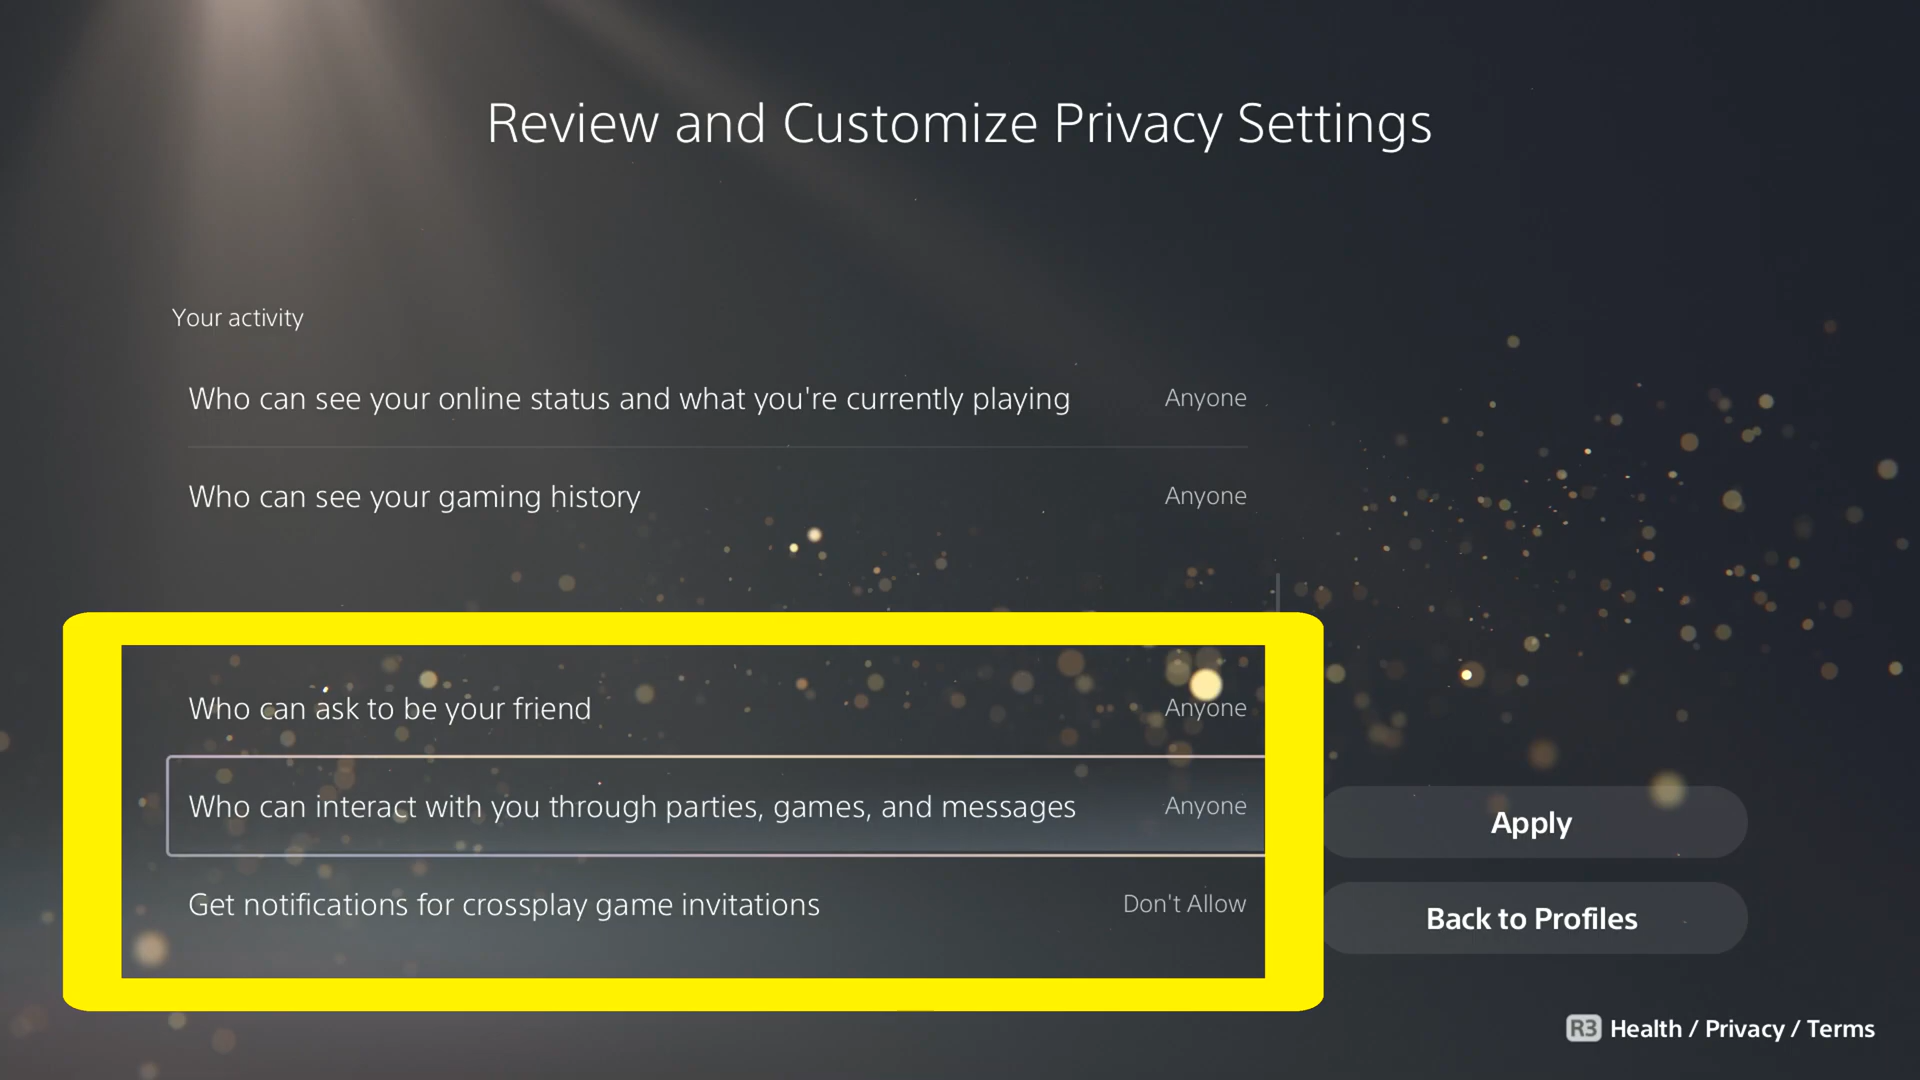 Review and Customize Privacy Settings
Your activity
Who can see your online status and what you're currently playing Anyone
Who can see your gaming history Anyone
Who can ask to be your friend Anyone
Who can interact with you through parties, games, and messages Anyone
Get notifications for crossplay game invitations Don't Allow
Apply
Back to Profiles
R3 Health / Privacy / Terms